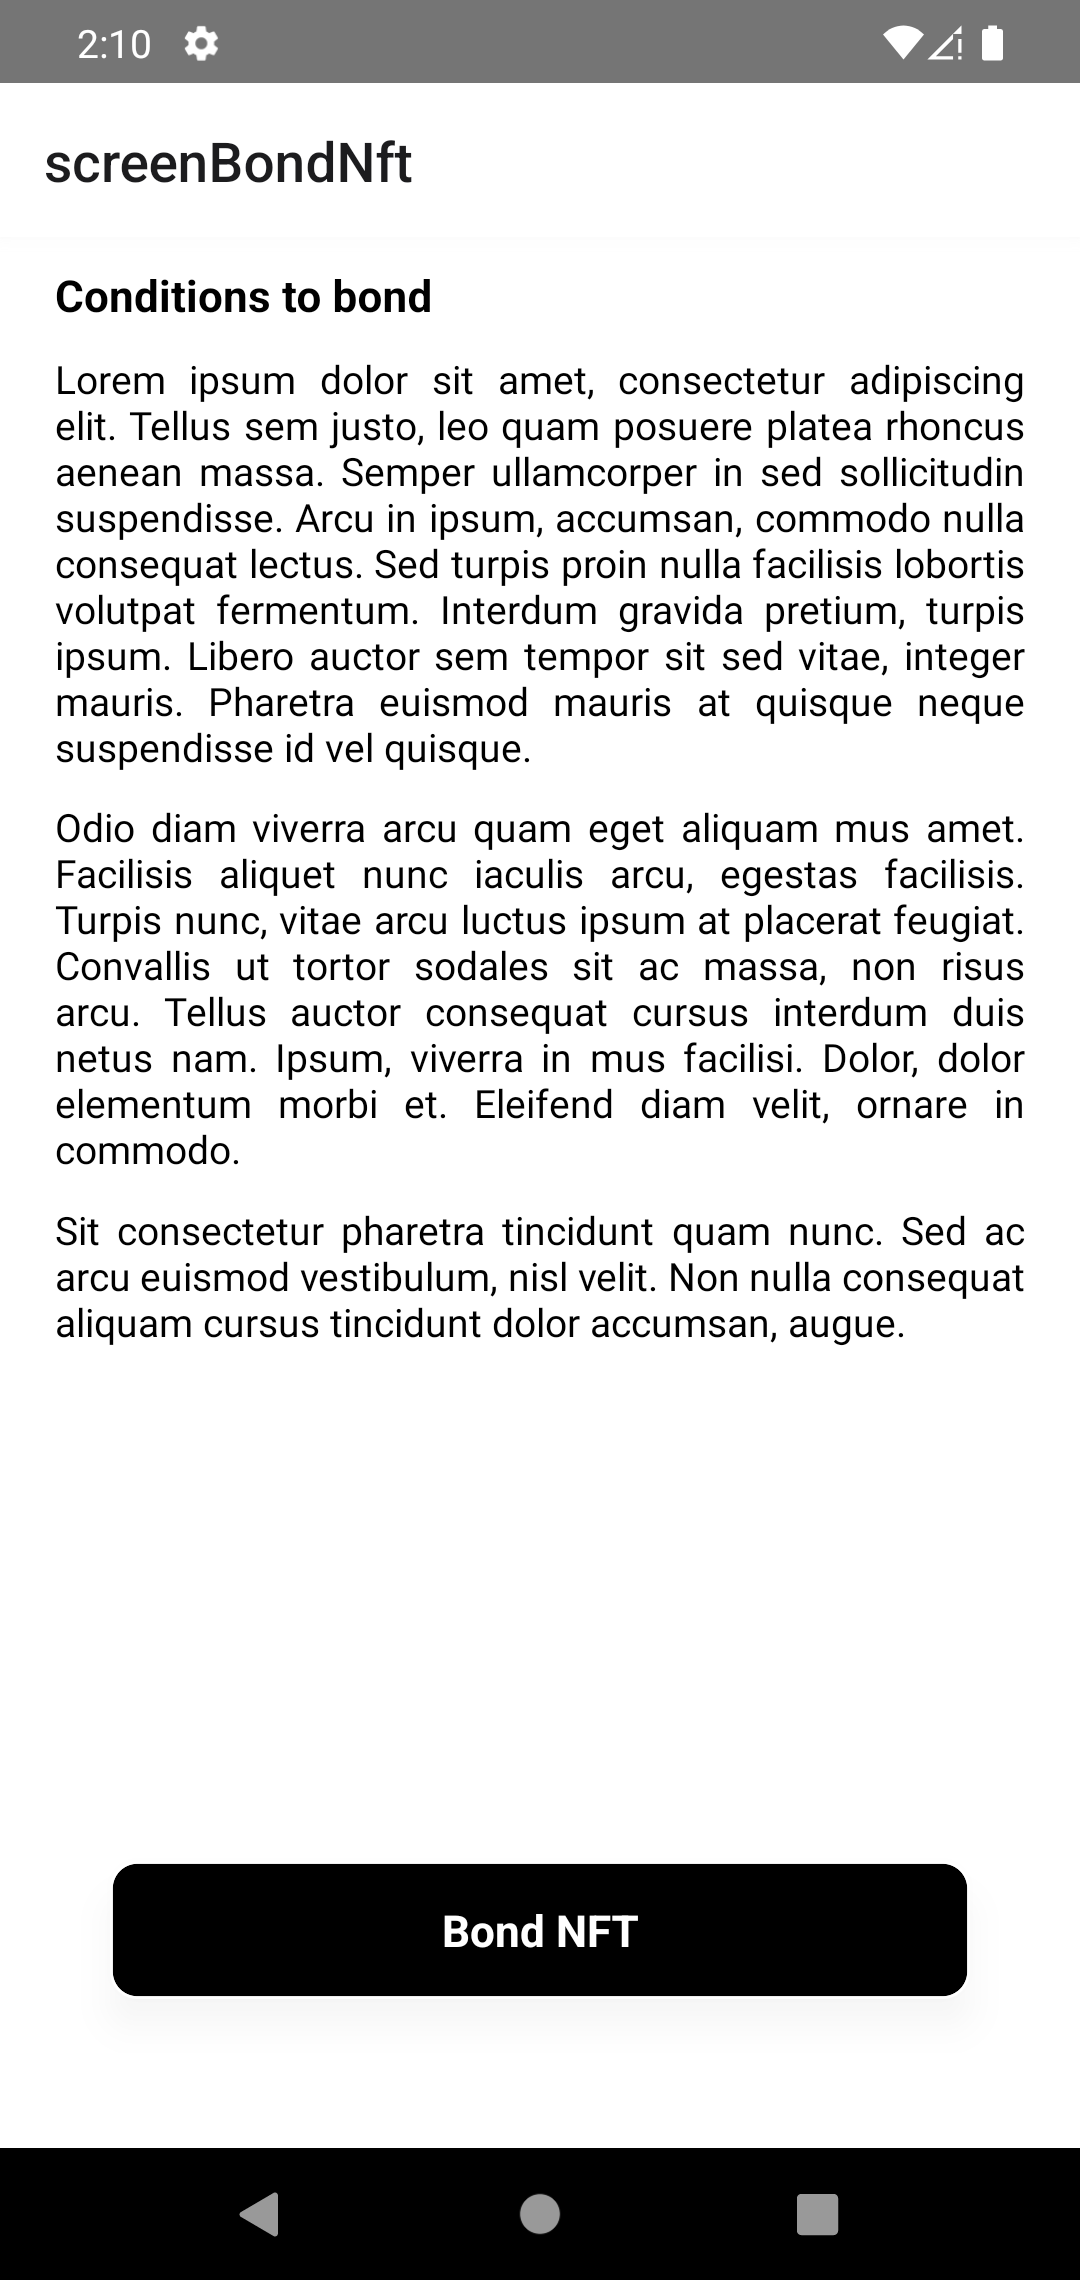 2:10
screenBondNft
Conditions to bond
Lorem ipsum dolor sit amet, consectetur adipiscing
elit. Tellus sem justo, leo quam posuere platea rhoncus
aenean massa. Semper ullamcorper in sed sollicitudin
suspendisse. Arcu in ipsum, accumsan, commodo nulla
consequat lectus. Sed turpis proin nulla facilisis lobortis
volutpat fermentum. Interdum gravida pretium, turpis
ipsum. Libero auctor sem tempor sit sed vitae, integer
mauris. Pharetra euismod mauris at quisque neque
suspendisse id vel quisque.
Odio diam viverra arcu quam eget aliquam mus amet.
Facilisis aliquet nunc iaculis arcu, egestas facilisis.
Turpis nunc, vitae arcu luctus ipsum at placerat feugiat.
Convallis ut tortor sodales sit ac massa, non risus
arcu. Tellus auctor consequat cursus interdum duis
netus nam. Ipsum, viverra in mus facilisi. Dolor, dolor
elementum morbi et. Eleifend diam velit, ornare in
commodo.
Sit consectetur pharetra tincidunt quam nunc. Sed ac
arcu euismod vestibulum, nisl velit. Non nulla consequat
aliquam cursus tincidunt dolor accumsan, augue.
Bond NFT